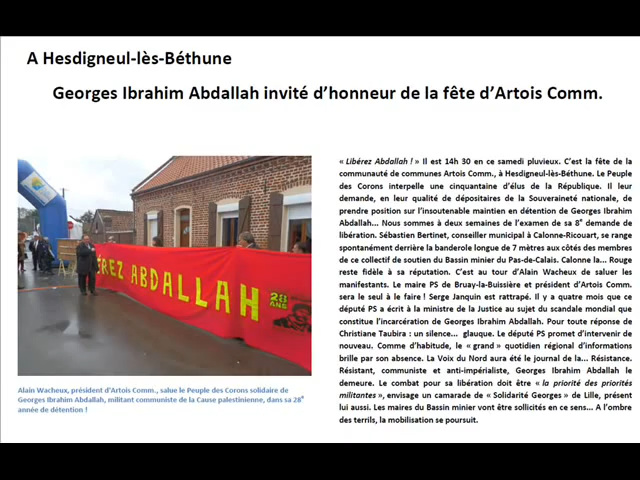 A Hesdigneul-lès-Béthune
Georges Ibrahim Abdallah invité d’honneur de la fête d’Artois Comm.
REZ ABDALLAH
28
ANS
Alain Wacheux, président d’Artois Comm., salue le Peuple des Corons solidaire de
Georges Ibrahim Abdallah, militant communiste de la Cause palestinienne, dans sa 28e
année de détention !
« Libérez Abdallah ! » Il est 14h 30 en ce samedi pluvieux. C’est la fête de la
communauté de communes Artois Comm., à Hesdigneul-lès-Béthune. Le Peuple
des Corons interpelle une cinquantaine d’élus de la République. Il leur
demande, en leur qualité de dépositaires de la Souveraineté nationale, de
prendre position sur l’insoutenable maintien en détention de Georges Ibrahim
Abdallah... Nous sommes à deux semaines de l’examen de sa 8e demande de
libération. Sébastien Bertinet, conseiller municipal à Calonne-Ricouart, se range
spontanément derrière la banderole longue de 7 mètres aux côtés des membres
de ce collectif de soutien du Bassin minier du Pas-de-Calais. Calonne la... Rouge
reste fidèle à sa réputation. C’est au tour d’Alain Wacheux de saluer les
manifestants. Le maire PS de Bruay-la-Buissière et président d’Artois Comm.
sera le seul à le faire ! Serge Janquin est rattrapé. Il y a quatre mois que ce
député PS a écrit à la ministre de la Justice au sujet du scandale mondial que
constitue l’incarcération de Georges Ibrahim Abdallah. Pour toute réponse de
Christiane Taubira : un silence... glauque. Le député PS promet d’intervenir de
nouveau. Comme d’habitude, le « grand » quotidien régional d’informations
brille par son absence. La Voix du Nord aura été le journal de la... Résistance.
Résistant, communiste et anti-impérialiste, Georges Ibrahim Abdallah le
demeure. Le combat pour sa libération doit être « la priorité des priorités
militantes », envisage un camarade de « Solidarité Georges » de Lille, présent
lui aussi. Les maires du Bassin minier vont être sollicités en ce sens... A l’ombre
des terrils, la mobilisation se poursuit.